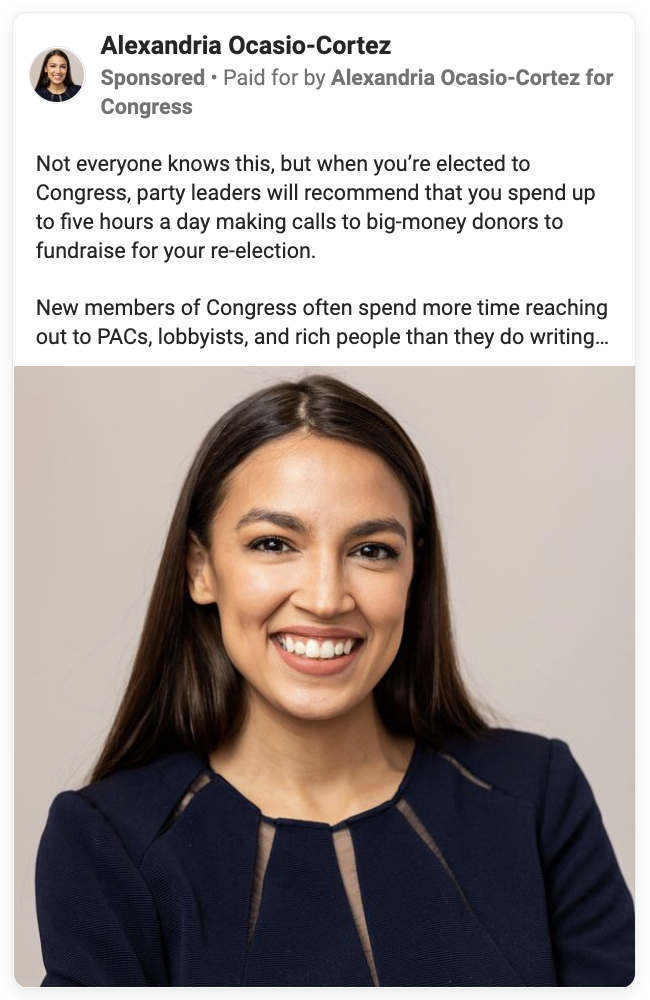 Alexandria Ocasio-Cortez
Sponsored • Paid for by Alexandria Ocasio-Cortez for
Congress
Not everyone knows this, but when you’re elected to
Congress, party leaders will recommend that you spend up
to five hours a day making calls to big-money donors to
fundraise for your re-election.
New members of Congress often spend more time reaching
out to PACs, lobbyists, and rich people than they do writing...